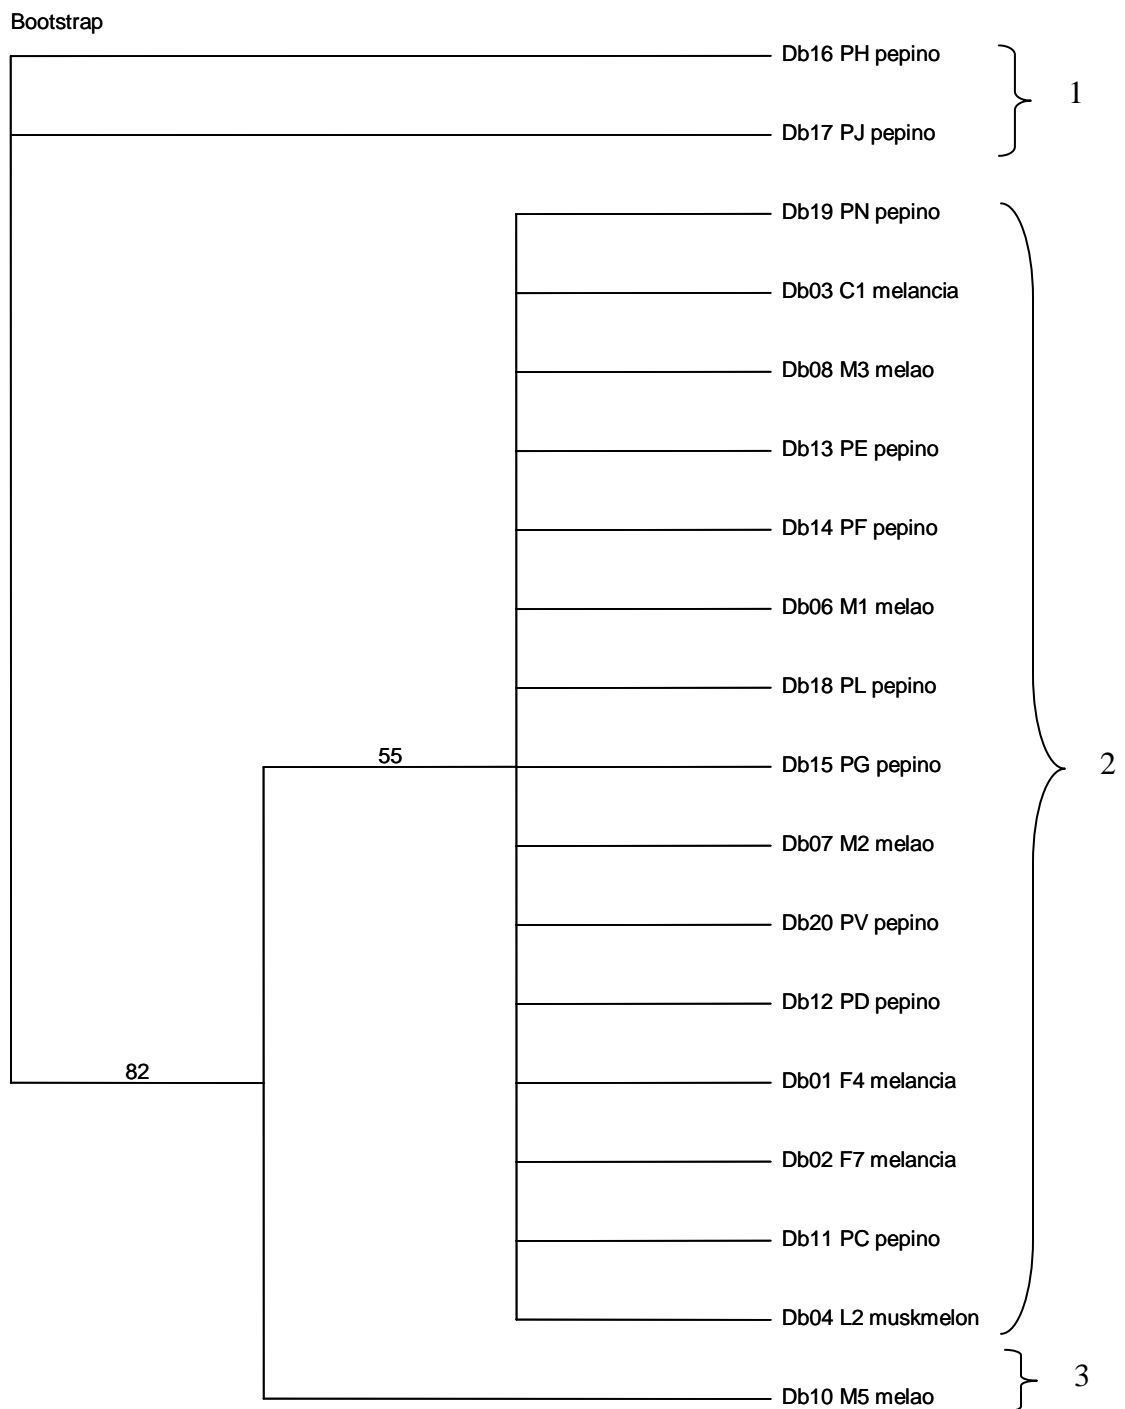 Bootstrap
Db16 PH pepino
1
Db17 PJ pepino
Db19 PN pepino
Db03 C1 melancia
Db08 M3 melao
Db13 PE pepino
Db14 PF pepino
Db06 M1 melao
Db18 PL pepino
55
Db15 PG pepino
2
Db07 M2 melao
Db20 PV pepino
Db12 PD pepino
82
Db01 F4 melancia
Db02 F7 melancia
Db11 PC pepino
Db04 L2 muskmelon
3
Db10 M5 melao